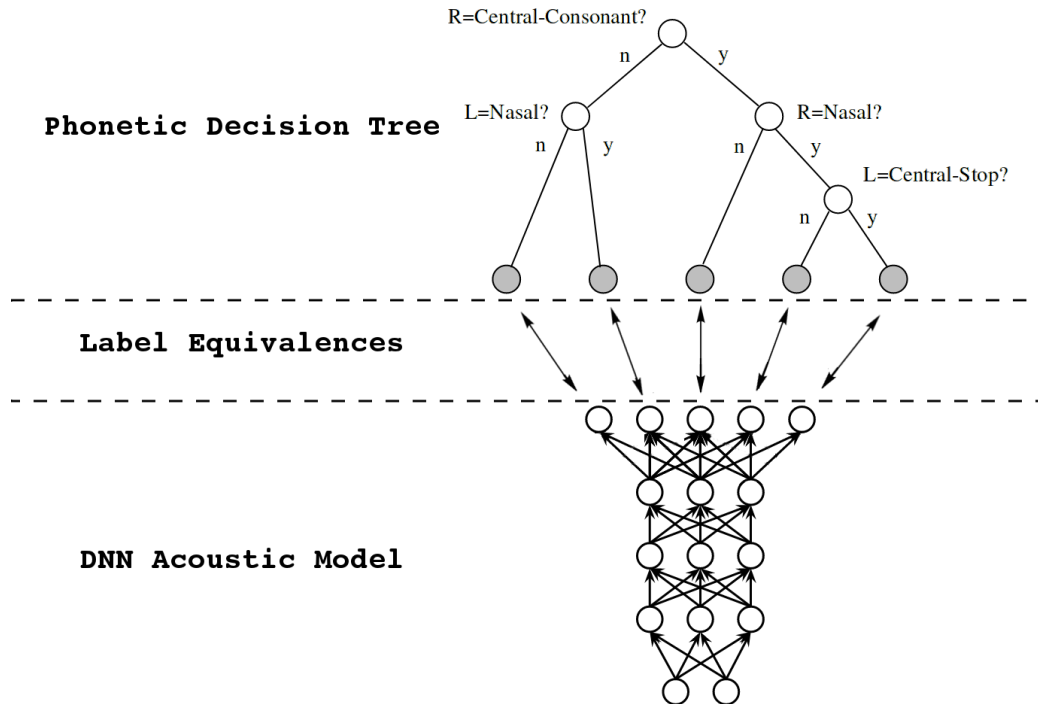 R=Central-Consonant?
n
y
L=Nasal?
R=Nasal?
Phonetic Decision Tree
n
y
n
y
L=Central-Stop?
n
y
Label Equivalences
DNN Acoustic Model